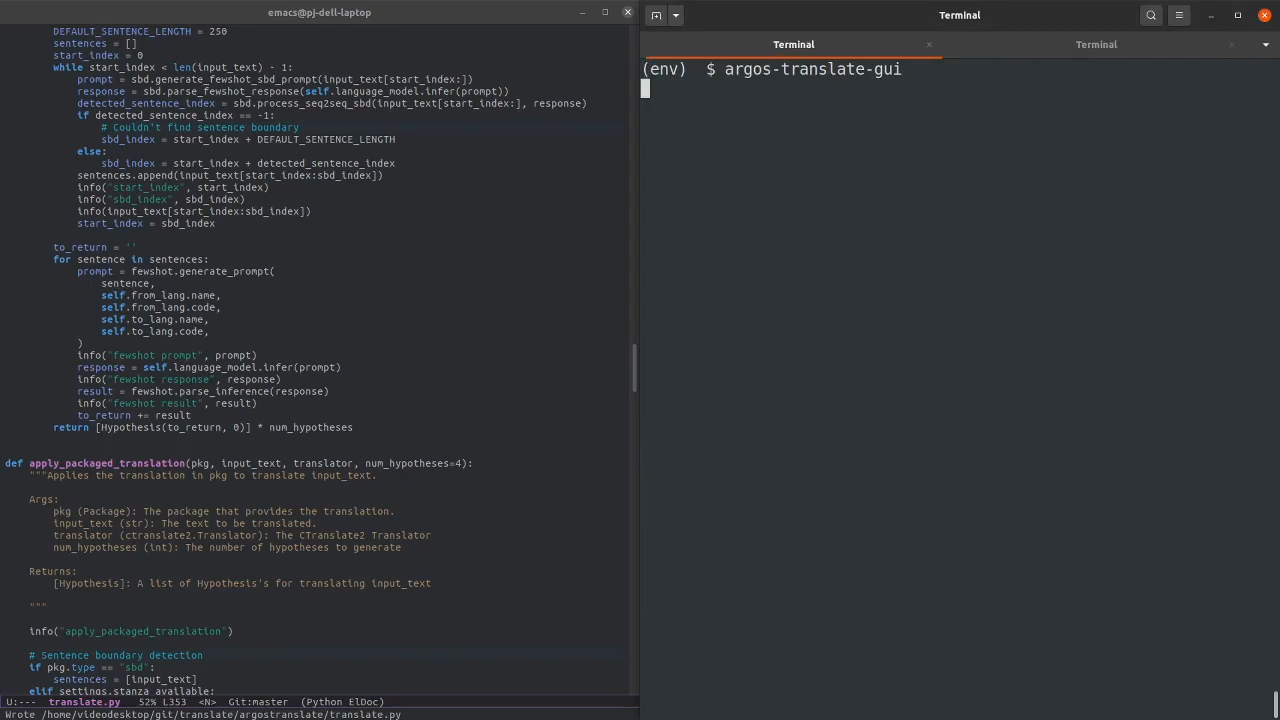 emacs@pj-dell-laptop
DEFAULT_SENTENCE_LENGTH = 250
sentences = []
start_index = 0
while start_index < len(input_text) - 1:
prompt = sbd.generate_fewshot_sbd_prompt(input_text[start_index:])
response = sbd.parse_fewshot_response(self.language_model.infer(prompt))
detected_sentence_index = sbd.process_seq2seq_sbd(input_text[start_index:], response)
if detected_sentence_index == -1:
# Couldn't find sentence boundary
sbd_index = start_index + DEFAULT_SENTENCE_LENGTH
else:
sbd_index = start_index + detected_sentence_index
sentences.append(input_text[start_index:sbd_index])
info("start_index", start_index)
info("sbd_index", sbd_index)
info(input_text[start_index:sbd_index])
start_index = sbd_index
to_return = ''
for sentence in sentences:
prompt = fewshot.generate_prompt(
sentence,
self.from_lang.name,
self.from_lang.code,
self.to_lang.name,
self.to_lang.code,
)
info("fewshot prompt", prompt)
response = self.language_model.infer(prompt)
info("fewshot response", response)
result = fewshot.parse_inference(response)
info("fewshot result", result)
to_return += result
return [Hypothesis(to_return, 0)] * num_hypotheses
def apply_packaged_translation(pkg, input_text, translator, num_hypotheses=4):
"""Applies the translation in pkg to translate input_text.
Args:
pkg (Package): The package that provides the translation.
input_text (str): The text to be translated.
translator (ctranslate2.Translator): The CTranslate2 Translator
num_hypotheses (int): The number of hypotheses to generate
Returns:
[Hypothesis]: A list of Hypothesis's for translating input_text
"""
info("apply_packaged_translation")
# Sentence boundary detection
if pkg.type == "sbd":
sentences = [input_text]
elif settings.stanza_available:
U:--- translate.py 52% L353 <N> Git:master (Python ElDoc)
Wrote /home/videodesktop/git/translate/argostranslate/translate.py
Terminal
Terminal
Terminal
(env) $ argos-translate-gui